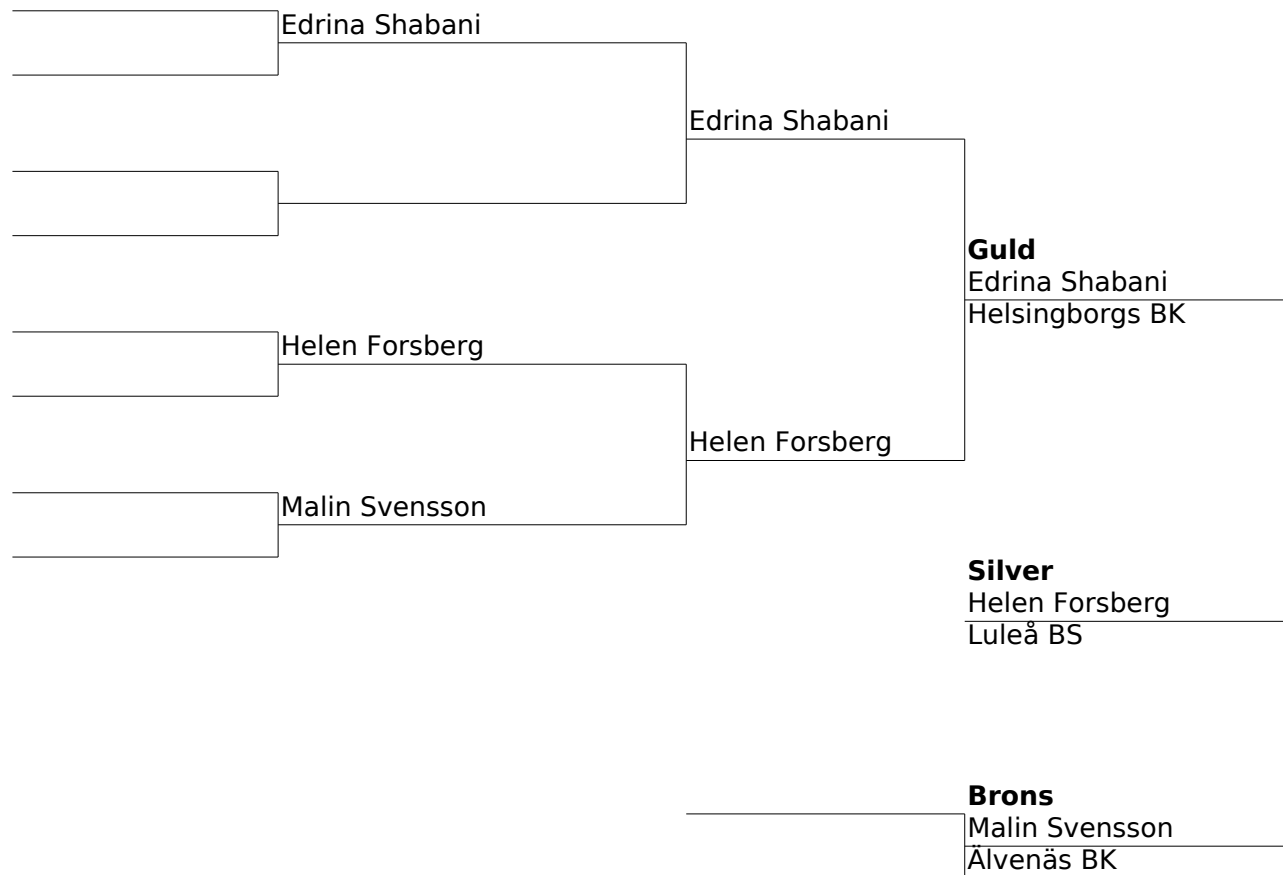 Edrina Shabani
Edrina Shabani
Guld
Edrina Shabani
Helsingborgs BK
Helen Forsberg
Helen Forsberg
Malin Svensson
Silver
Helen Forsberg
Luleå BS
Brons
Malin Svensson
Älvenäs BK